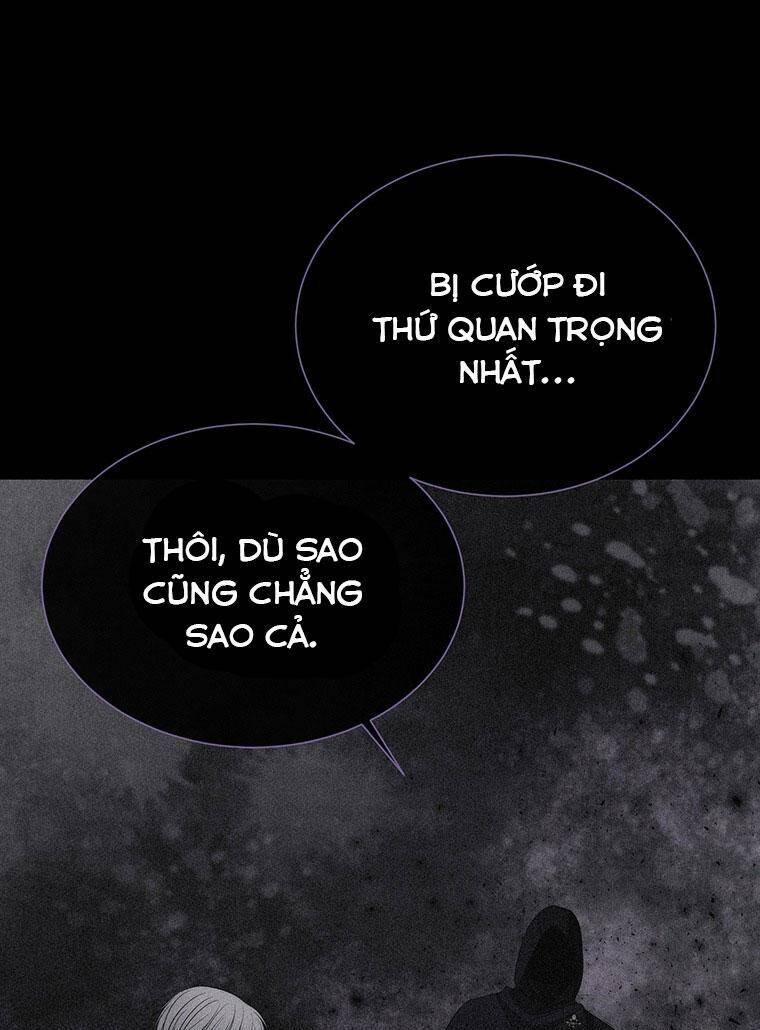 BỊ CƯỚP ĐI
THỨ QUAN TRỌNG
NHẤT...
THÔI, DÙ SAO
CŨNG CHẲNG
SAO CẢ.